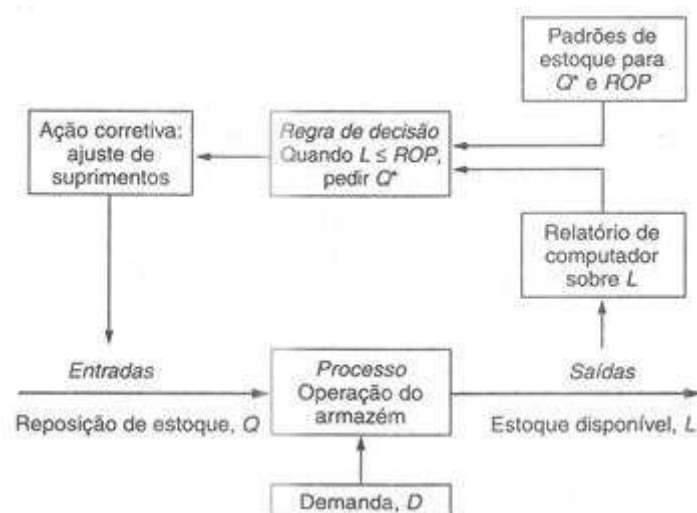 Padrões de
estoque para
Q* e ROP
Ação corretiva:
ajuste de
suprimentos
Regra de decisão
Quando L ≤ ROP,
pedir Q*
Relatório de
computador
sobre L
Entradas
Reposição de estoque, Q
Processo
Operação do
armazém
Saídas
Estoque disponível, L
Demanda, D